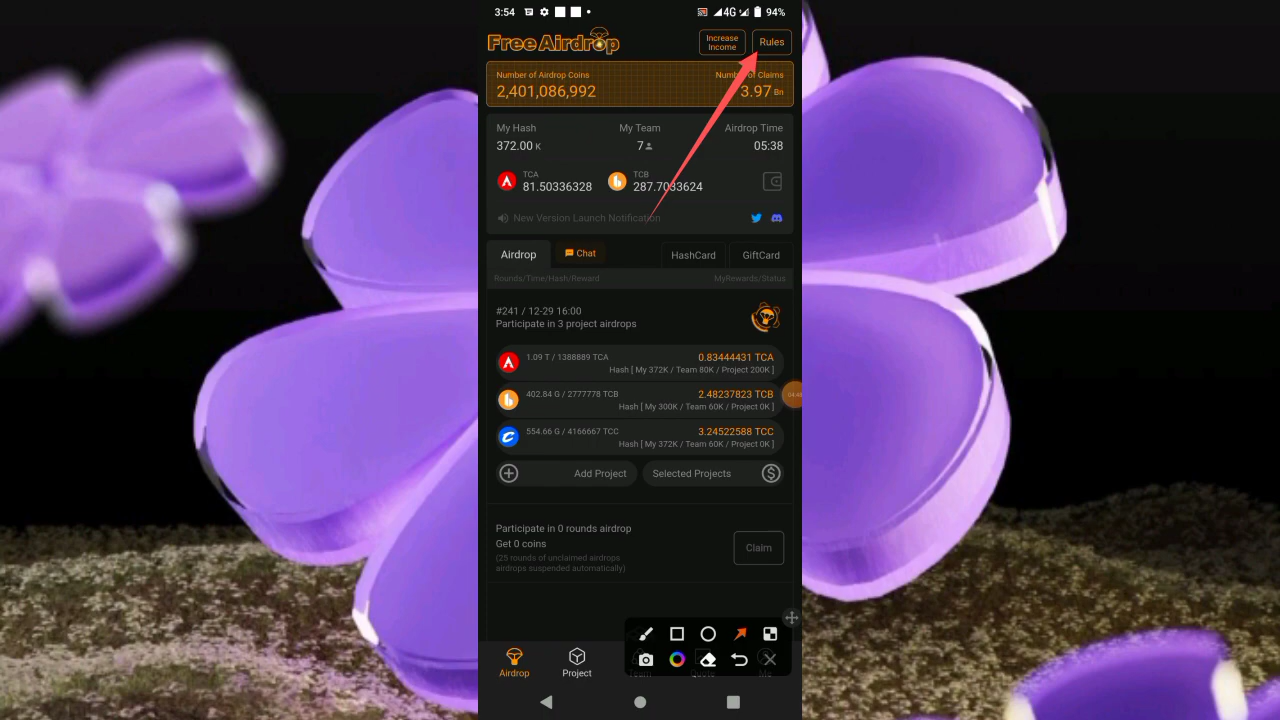 3:54
4G 94%
Free Airdrop
Increase
Income
Rules
Number of Airdrop Coins
Number of Claims
2,401,086,992
3.97 Bn
My Hash
My Team
Airdrop Time
372.00 K
7
05:38
TCA
81.50336328
TCB
287.7033624
New Version Launch Notification
Airdrop
Chat
HashCard
GiftCard
Rounds/Time/Hash/Reward
MyRewards/Status
#241 / 12-29 16:00
Participate in 3 project airdrops
1.09 T / 1388889 TCA
0.83444431 TCA
Hash [ My 372K / Team 80K / Project 200K ]
402.84 G / 2777778 TCB
2.48237823 TCB
Hash [ My 300K / Team 60K / Project 0K ]
554.66 G / 4166667 TCC
3.24522588 TCC
Hash [ My 372K / Team 60K / Project 0K ]
Add Project
Selected Projects
Participate in 0 rounds airdrop
Get 0 coins
(25 rounds of unclaimed airdrops
airdrops suspended automatically)
Claim
Airdrop
Project